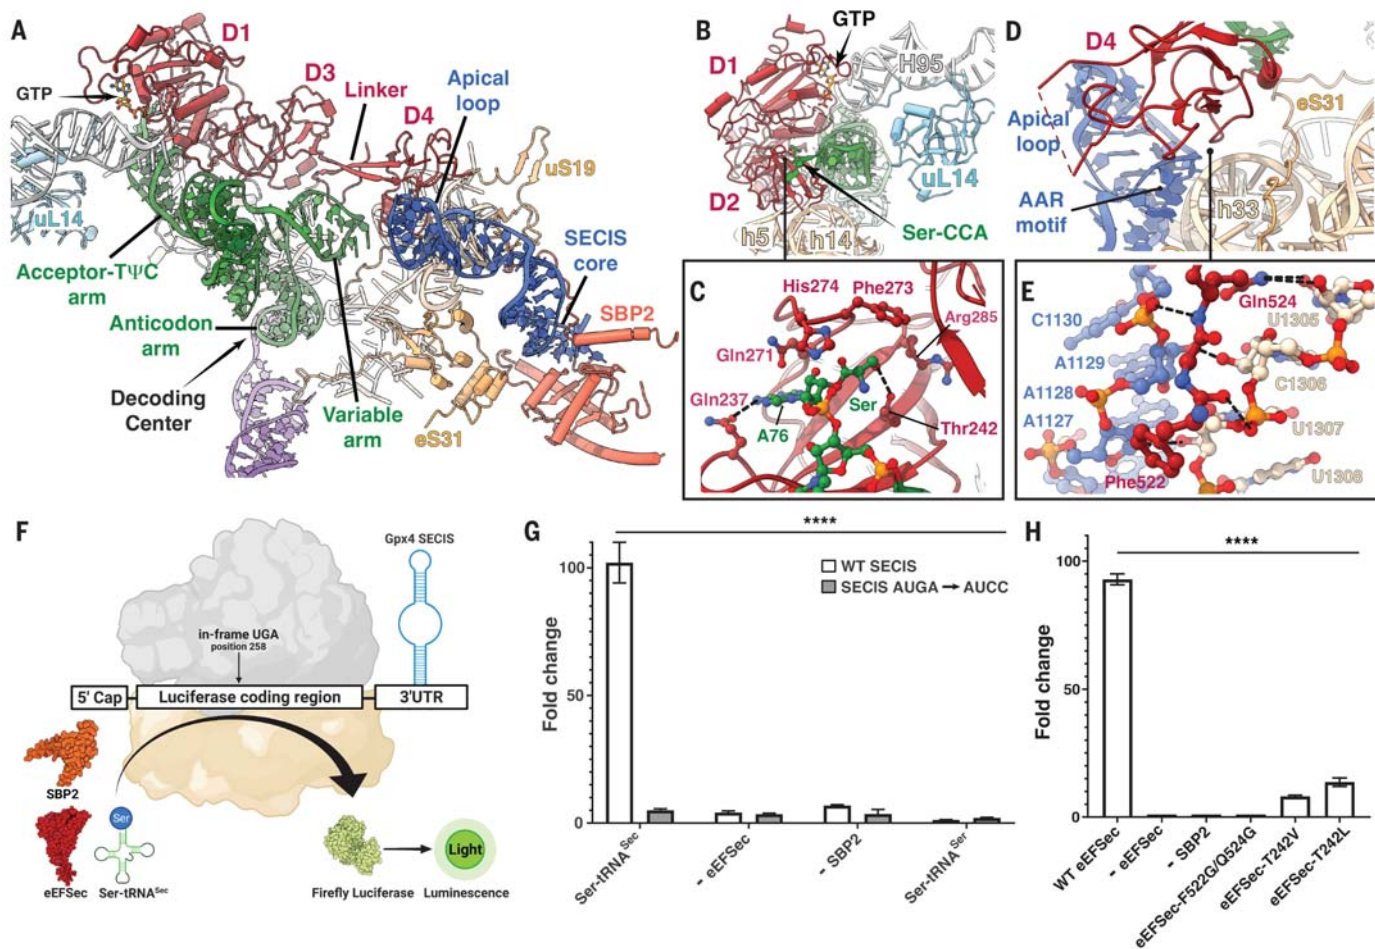 A
D1
D3
Linker
D4
Apical
loop
GTP
uS19
uL14
SECIS
core
SBP2
Acceptor-TΨC
arm
Anticodon
arm
Decoding
Center
Variable
arm
eS31
B
GTP
D1
H95
uL14
D2
h5
h14
Ser-CCA
C
His274
Phe273
Arg285
Gln271
Gln237
Ser
A76
Thr242
D
D4
eS31
Apical
loop
AAR
motif
h33
E
Gln524
C1130
U1305
A1129
C1306
A1128
A1127
U1307
Phe522
U1308
F
Gpx4 SECIS
in-frame UGA
position 258
5' Cap
Luciferase coding region
3'UTR
SBP2
Ser
Light
eEFSec
Ser-tRNASec
Firefly Luciferase
Luminescence
G
****
WT SECIS
SECIS AUGA → AUCC
Fold change
100
50
0
Ser-tRNASec
- eEFSec
- SBP2
Ser-tRNASer
H
****
Fold change
100
50
0
WT eEFSec
- eEFSec
- SBP2
eEFSec-F522G/Q524G
eEFSec-T242V
eEFSec-T242L